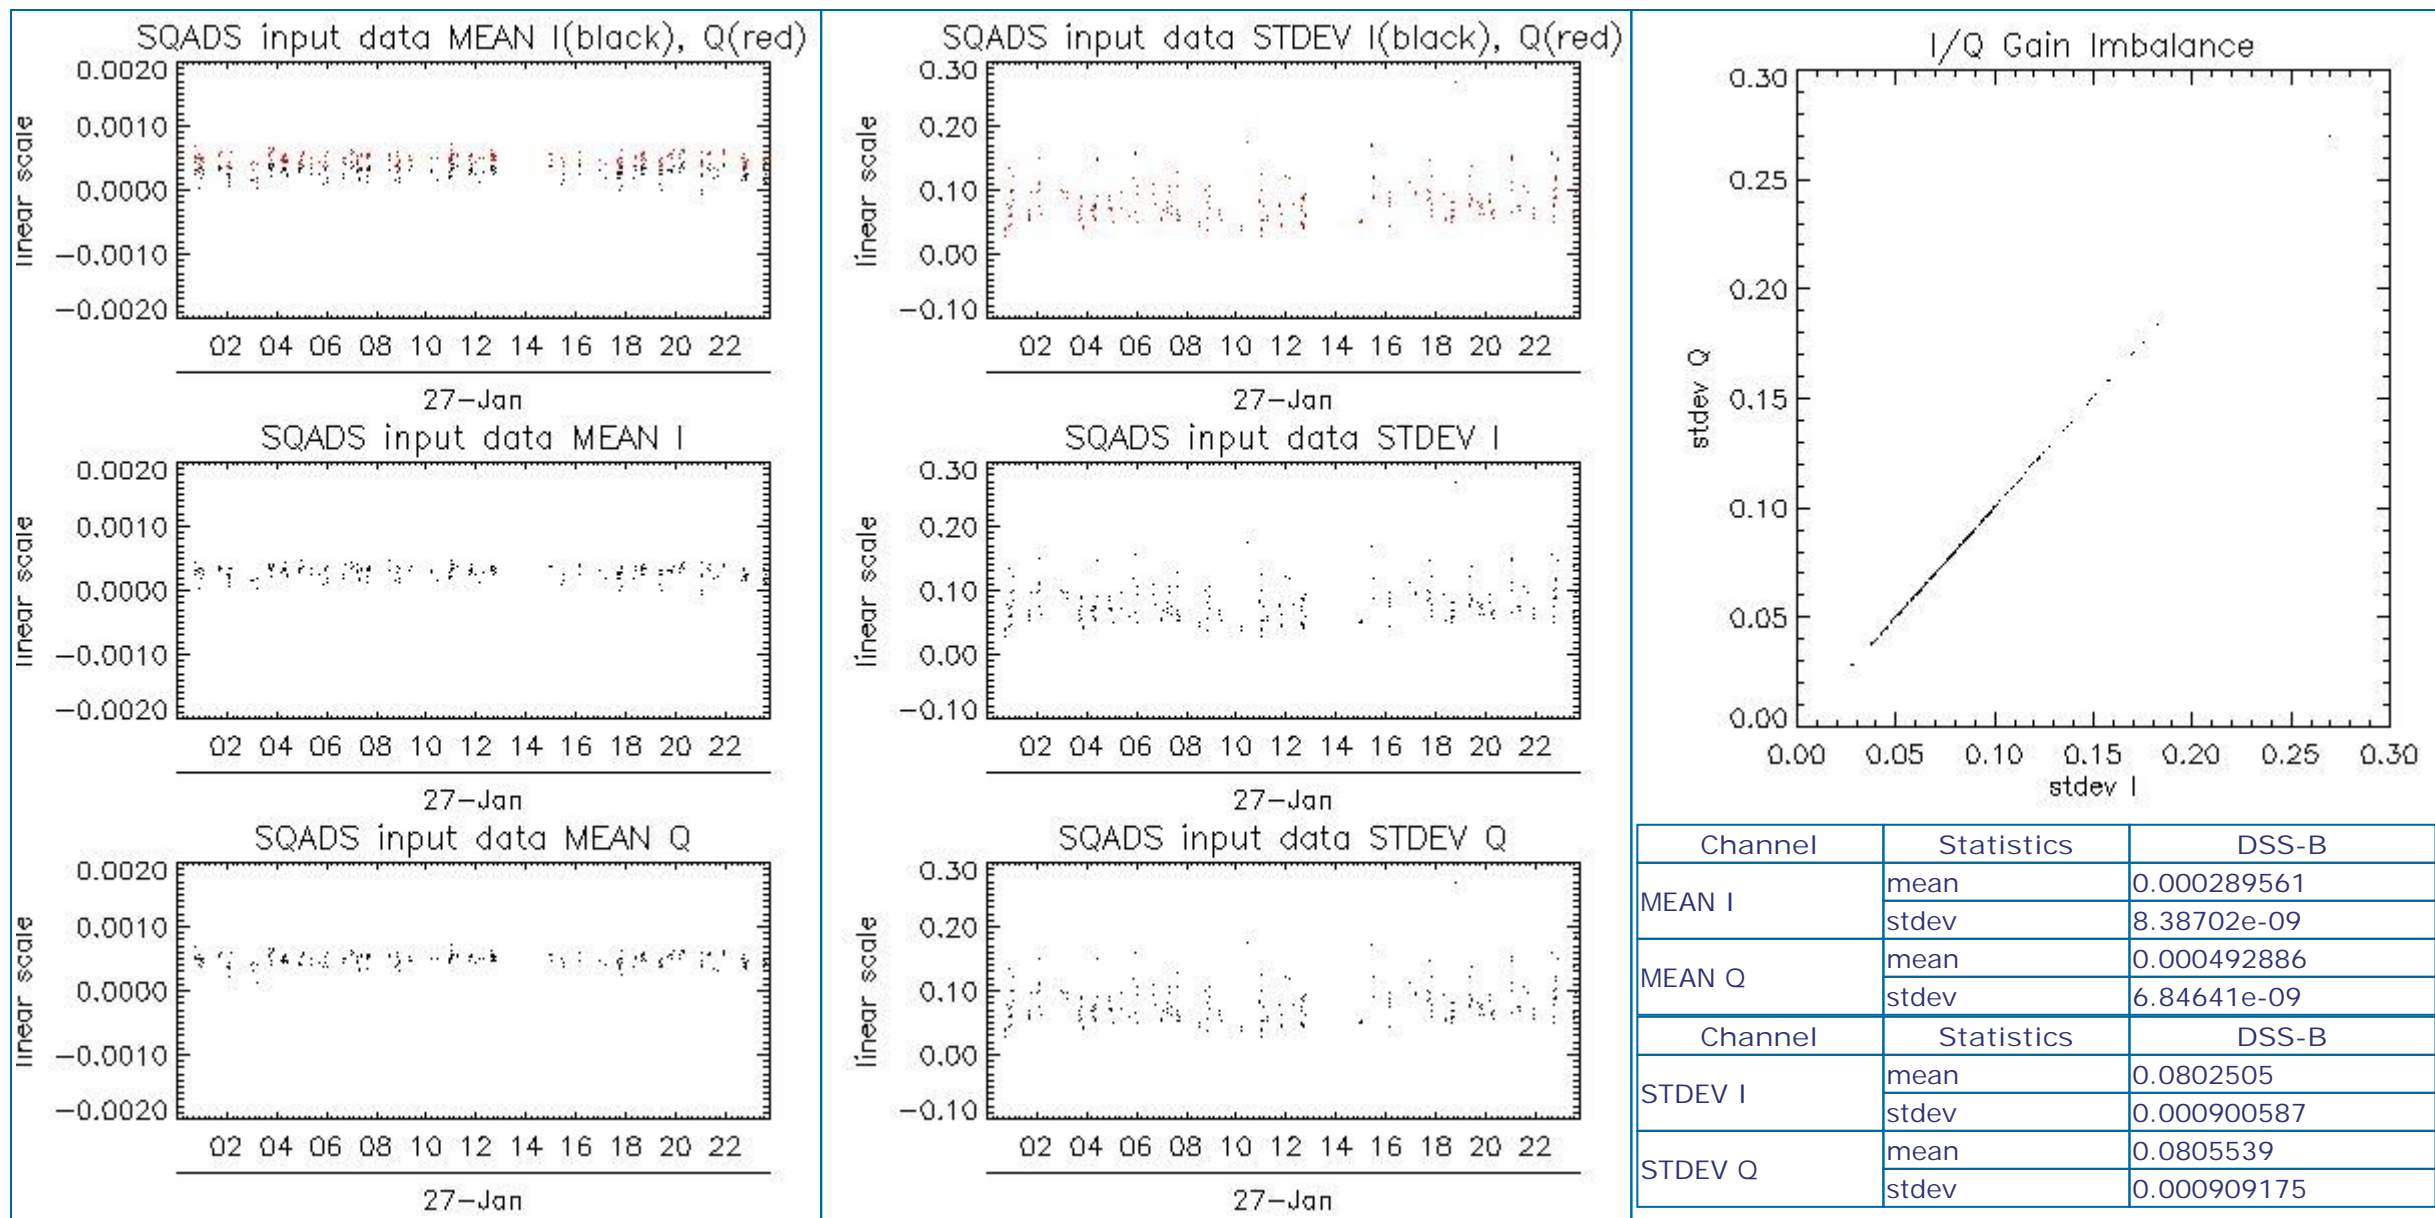 SQADS input data MEAN I(black), Q(red)
0.0020
0.0010
0.0000
−0.0010
−0.0020
linear scale
02 04 06 08 10 12 14 16 18 20 22
27−Jan
SQADS input data MEAN I
0.0020
0.0010
0.0000
−0.0010
−0.0020
linear scale
02 04 06 08 10 12 14 16 18 20 22
27−Jan
SQADS input data MEAN Q
0.0020
0.0010
0.0000
−0.0010
−0.0020
linear scale
02 04 06 08 10 12 14 16 18 20 22
27−Jan
SQADS input data STDEV I(black), Q(red)
0.30
0.20
0.10
0.00
−0.10
linear scale
02 04 06 08 10 12 14 16 18 20 22
27−Jan
SQADS input data STDEV I
0.30
0.20
0.10
0.00
−0.10
linear scale
02 04 06 08 10 12 14 16 18 20 22
27−Jan
SQADS input data STDEV Q
0.30
0.20
0.10
0.00
−0.10
linear scale
02 04 06 08 10 12 14 16 18 20 22
27−Jan
I/Q Gain Imbalance
0.30
0.25
0.20
0.15
0.10
0.05
0.00
stdev Q
0.00 0.05 0.10 0.15 0.20 0.25 0.30
stdev I
Channel Statistics DSS-B
MEAN I mean 0.000289561
stdev 8.38702e-09
MEAN Q mean 0.000492886
stdev 6.84641e-09
Channel Statistics DSS-B
STDEV I mean 0.0802505
stdev 0.000900587
STDEV Q mean 0.0805539
stdev 0.000909175